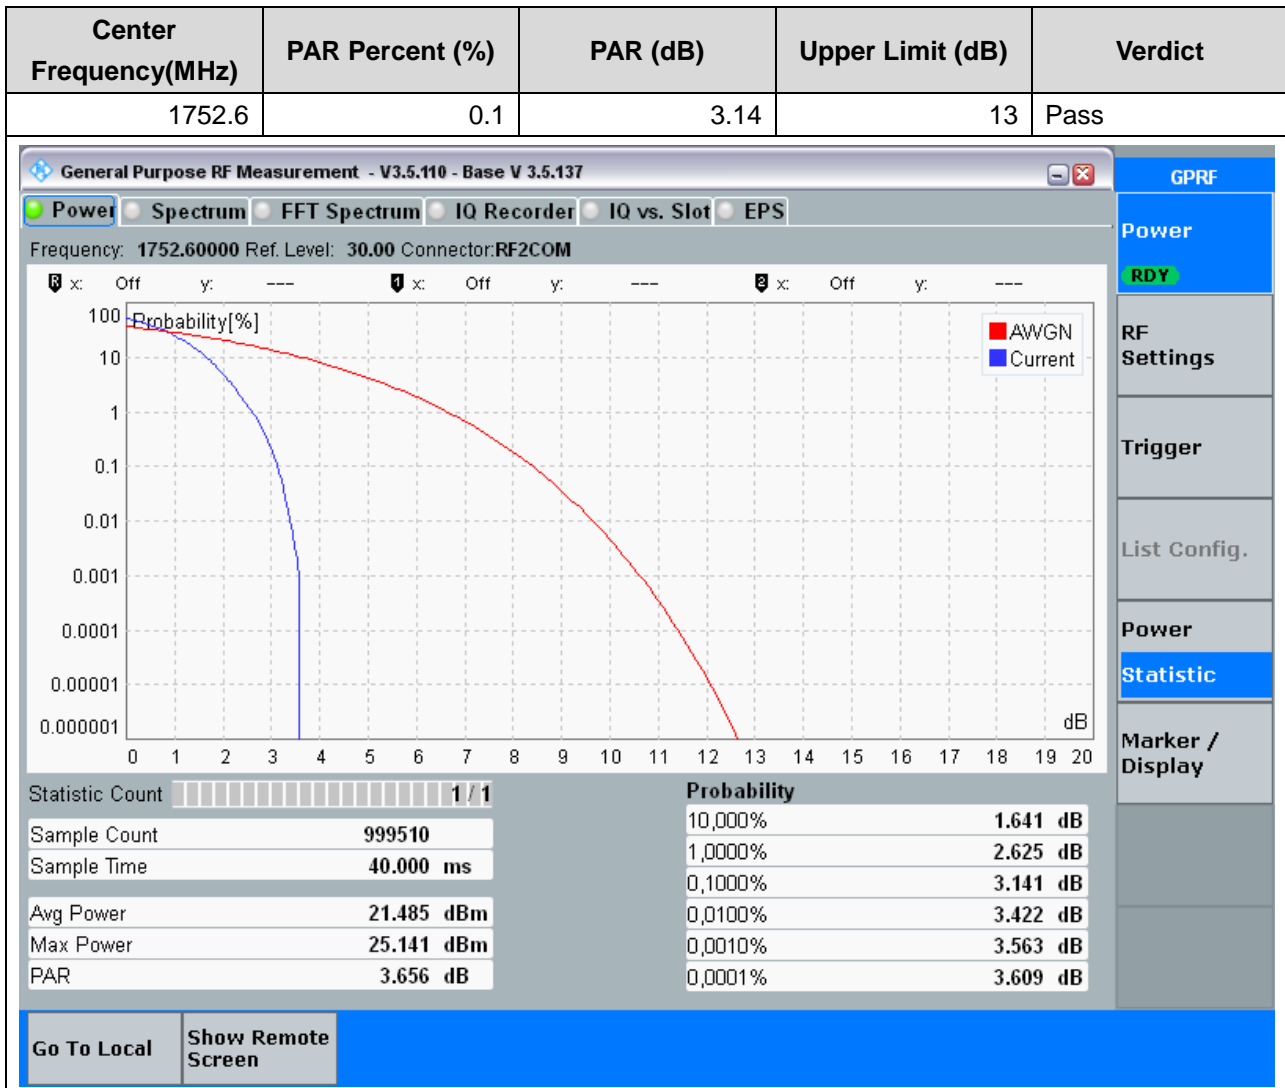 Center Frequency(MHz) PAR Percent (%) PAR (dB) Upper Limit (dB) Verdict
1752.6 0.1 3.14 13 Pass
General Purpose RF Measurement - V3.5.110 - Base V 3.5.137
GPRF
Power Spectrum FFT Spectrum IQ Recorder IQ vs. Slot EPS
Frequency: 1752.60000 Ref. Level: 30.00 Connector:RF2COM
R x: Off y: --- 1 x: Off y: --- 2 x: Off y: ---
Probability[%]
AWGN
Current
100
10
1
0.1
0.01
0.001
0.0001
0.00001
0.000001
dB
0 1 2 3 4 5 6 7 8 9 10 11 12 13 14 15 16 17 18 19 20
Statistic Count 1 / 1
Sample Count 999510
Sample Time 40.000 ms
Avg Power 21.485 dBm
Max Power 25.141 dBm
PAR 3.656 dB
Probability
10,000% 1.641 dB
1,0000% 2.625 dB
0,1000% 3.141 dB
0,0100% 3.422 dB
0,0010% 3.563 dB
0,0001% 3.609 dB
Power
RDY
RF
Settings
Trigger
List Config.
Power
Statistic
Marker /
Display
Go To Local
Show Remote
Screen